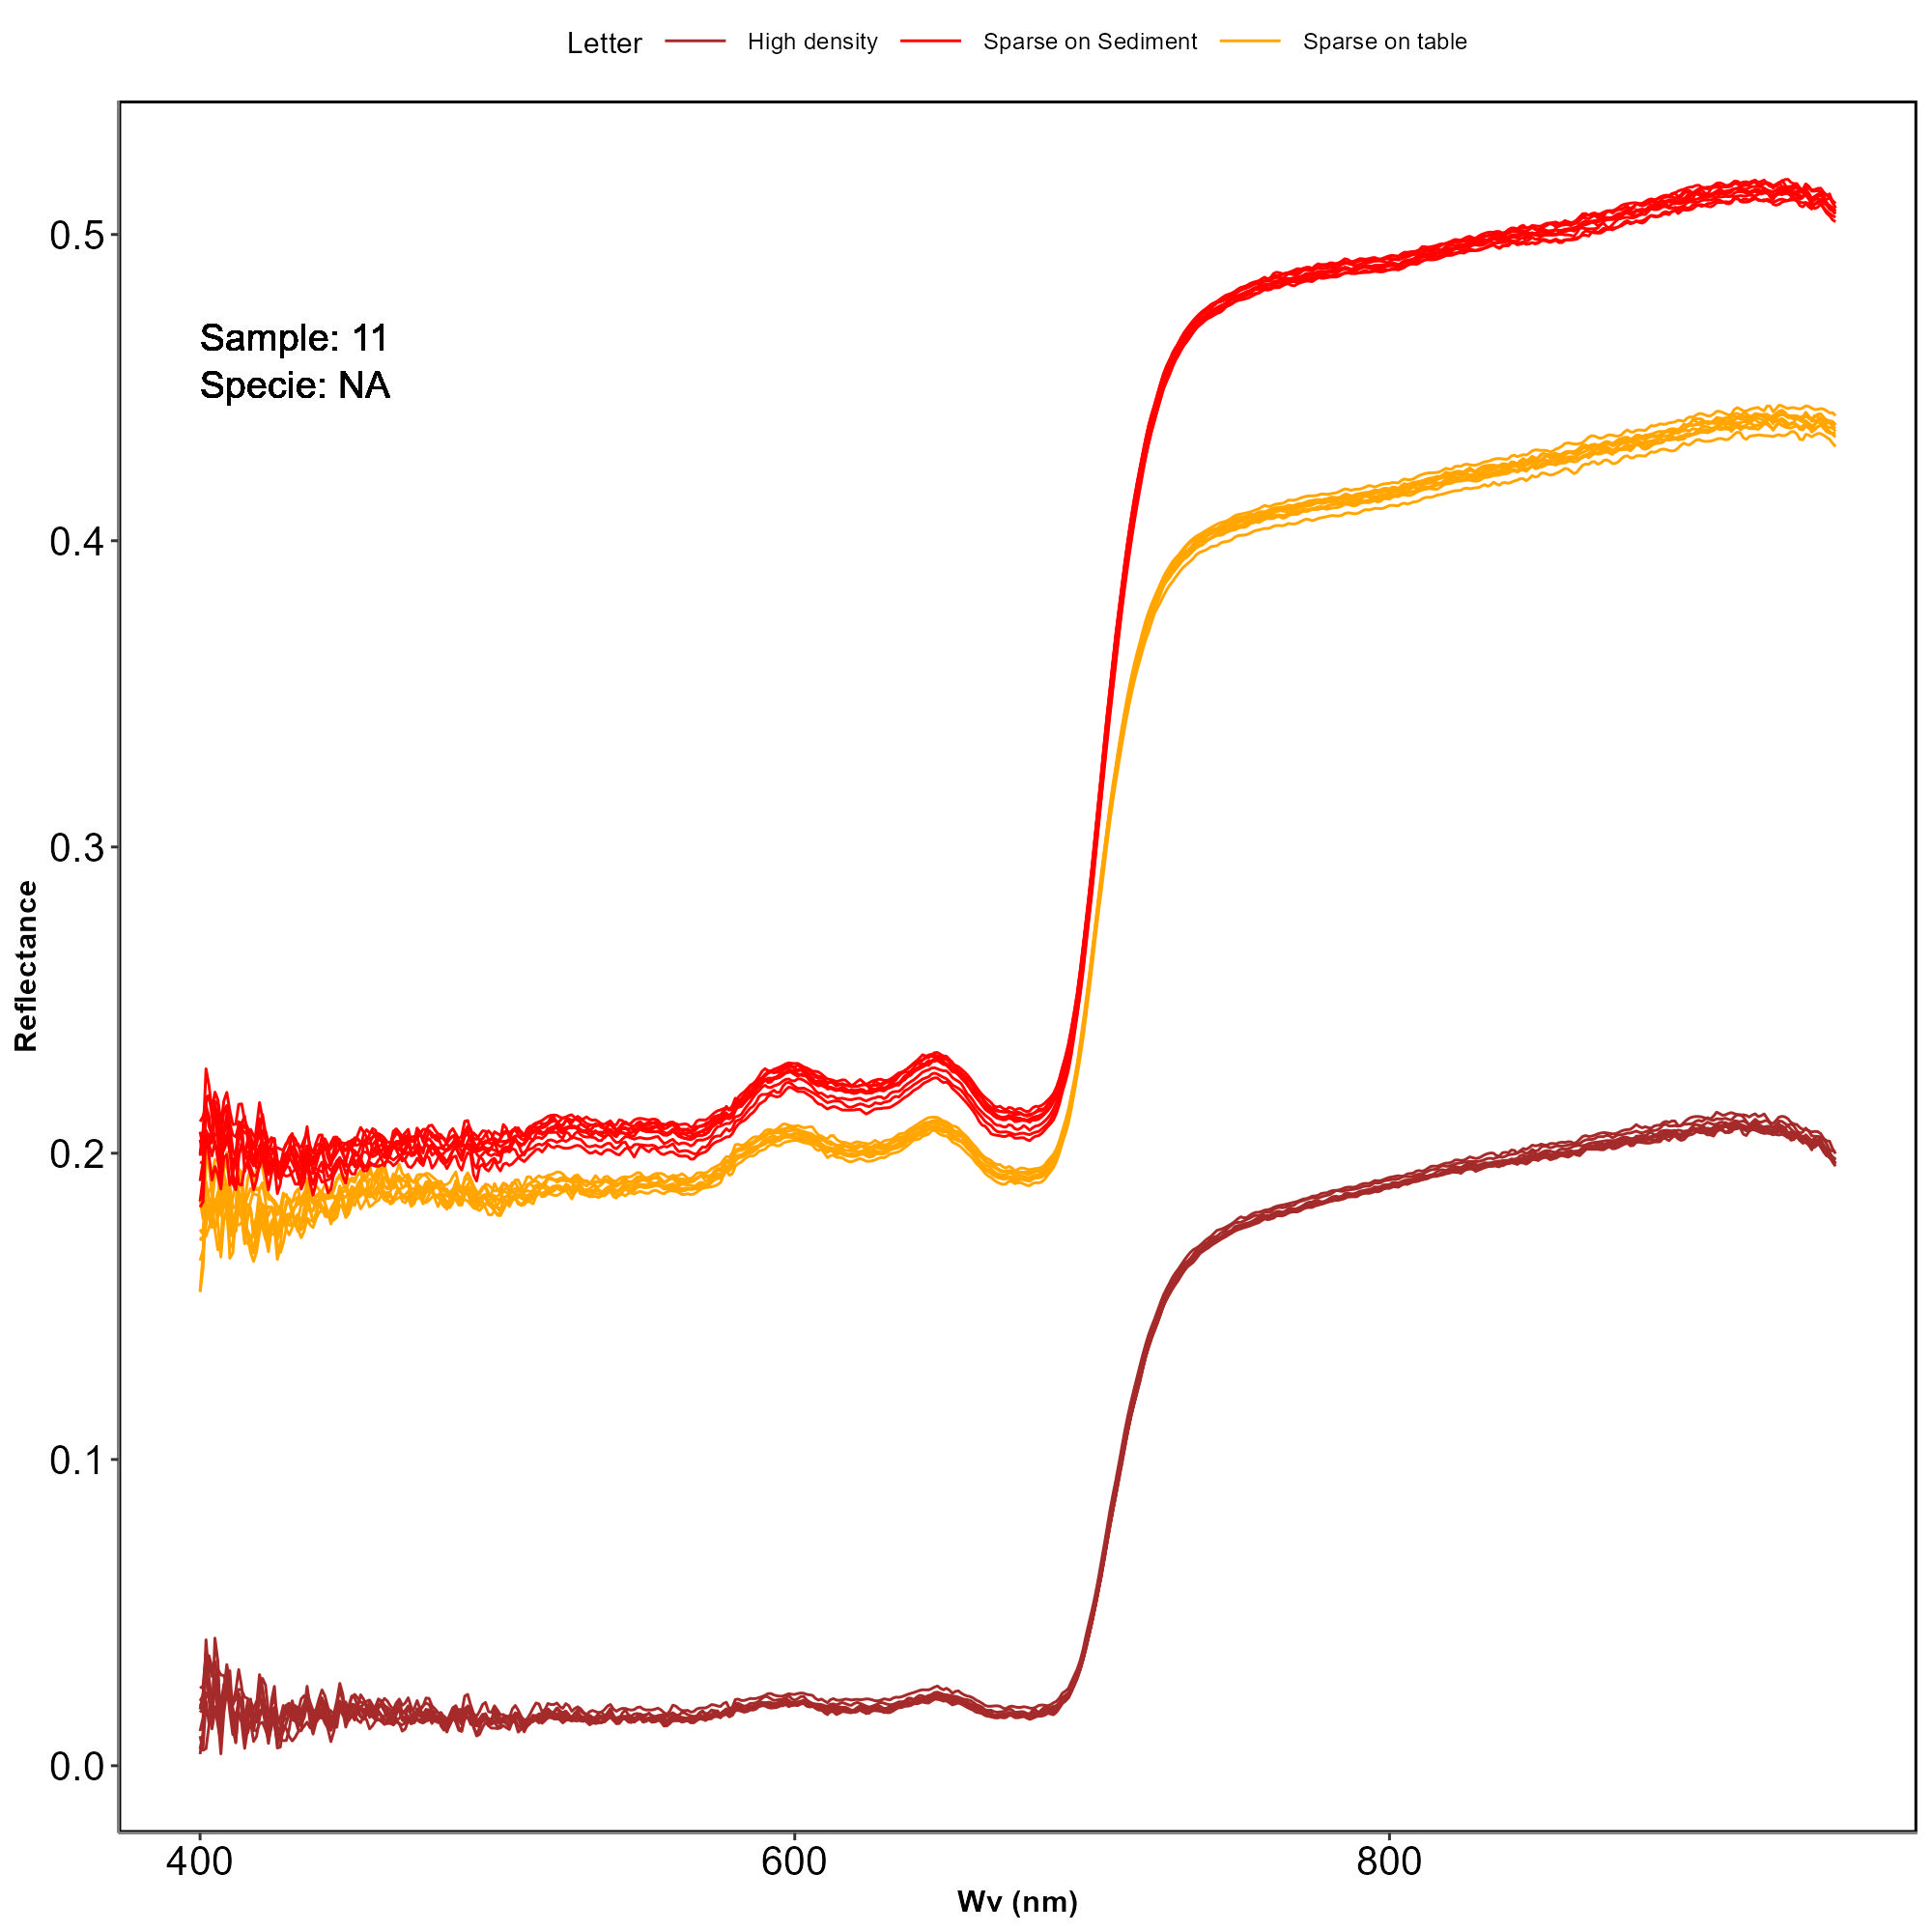 Letter High density Sparse on Sediment Sparse on table
0.5
Sample: 11
Specie: NA
0.4
0.3
Reflectance
0.2
0.1
0.0
400 600 800
Wv (nm)